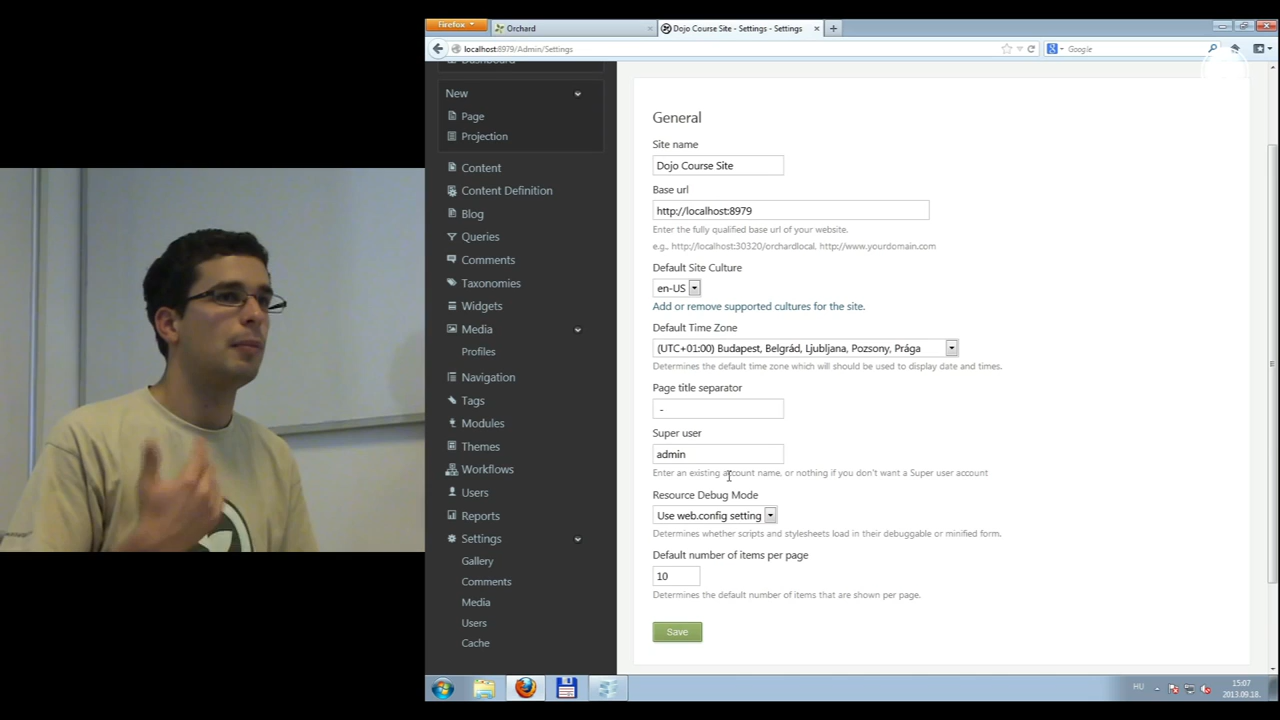 Firefox
Orchard
Dojo Course Site - Settings - Settings
localhost:8979/Admin/Settings
Google
Dashboard
New
Page
Projection
Content
Content Definition
Blog
Queries
Comments
Taxonomies
Widgets
Media
Profiles
Navigation
Tags
Modules
Themes
Workflows
Users
Reports
Settings
Gallery
Comments
Media
Users
Cache
General
Site name
Dojo Course Site
Base url
http://localhost:8979
Enter the fully qualified base url of your website.
e.g., http://localhost:30320/orchardlocal, http://www.yourdomain.com
Default Site Culture
en-US
Add or remove supported cultures for the site.
Default Time Zone
(UTC+01:00) Budapest, Belgrád, Ljubljana, Pozsony, Prága
Determines the default time zone which will should be used to display date and times.
Page title separator
-
Super user
admin
Enter an existing account name, or nothing if you don't want a Super user account
Resource Debug Mode
Use web.config setting
Determines whether scripts and stylesheets load in their debuggable or minified form.
Default number of items per page
10
Determines the default number of items that are shown per page.
Save
HU
15:07
2013.09.18.